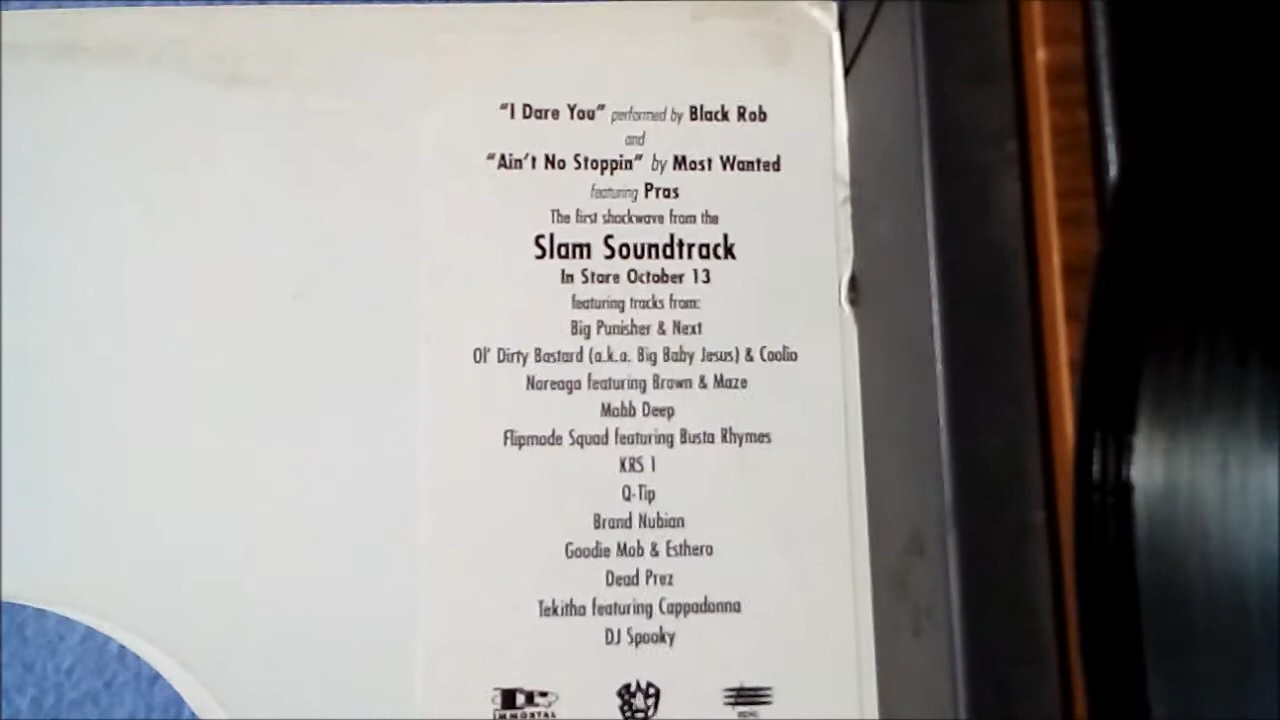 "I Dare You" performed by Black Rob
and
"Ain't No Stoppin" by Most Wanted
featuring Pras
The first shockwave from the
Slam Soundtrack
In Store October 13
featuring tracks from:
Big Punisher & Next
Ol' Dirty Bastard (a.k.a. Big Baby Jesus) & Coolio
Noreaga featuring Brawn & Maze
Mobb Deep
Flipmode Squad featuring Busta Rhymes
KRS 1
Q-Tip
Brand Nubian
Goodie Mob & Esthero
Dead Prez
Tekitha featuring Cappadonna
DJ Spooky
IMMORTAL